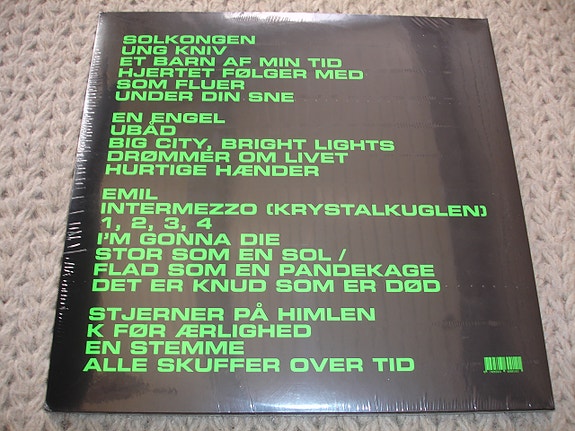 SOLKONGEN
UNG KNIV
ET BARN AF MIN TID
HJERTET FØLGER MED
SOM FLUER
UNDER DIN SNE
EN ENGEL
UBÅD
BIG CITY, BRIGHT LIGHTS
DRØMMER OM LIVET
HURTIGE HÆNDER
EMIL
INTERMEZZO (KRYSTALKUGLEN)
1, 2, 3, 4
I'M GONNA DIE
STOR SOM EN SOL /
FLAD SOM EN PANDEKAGE
DET ER KNUD SOM ER DØD
STJERNER PÅ HIMLEN
K FØR ÆRLIGHED
EN STEMME
ALLE SKUFFER OVER TID